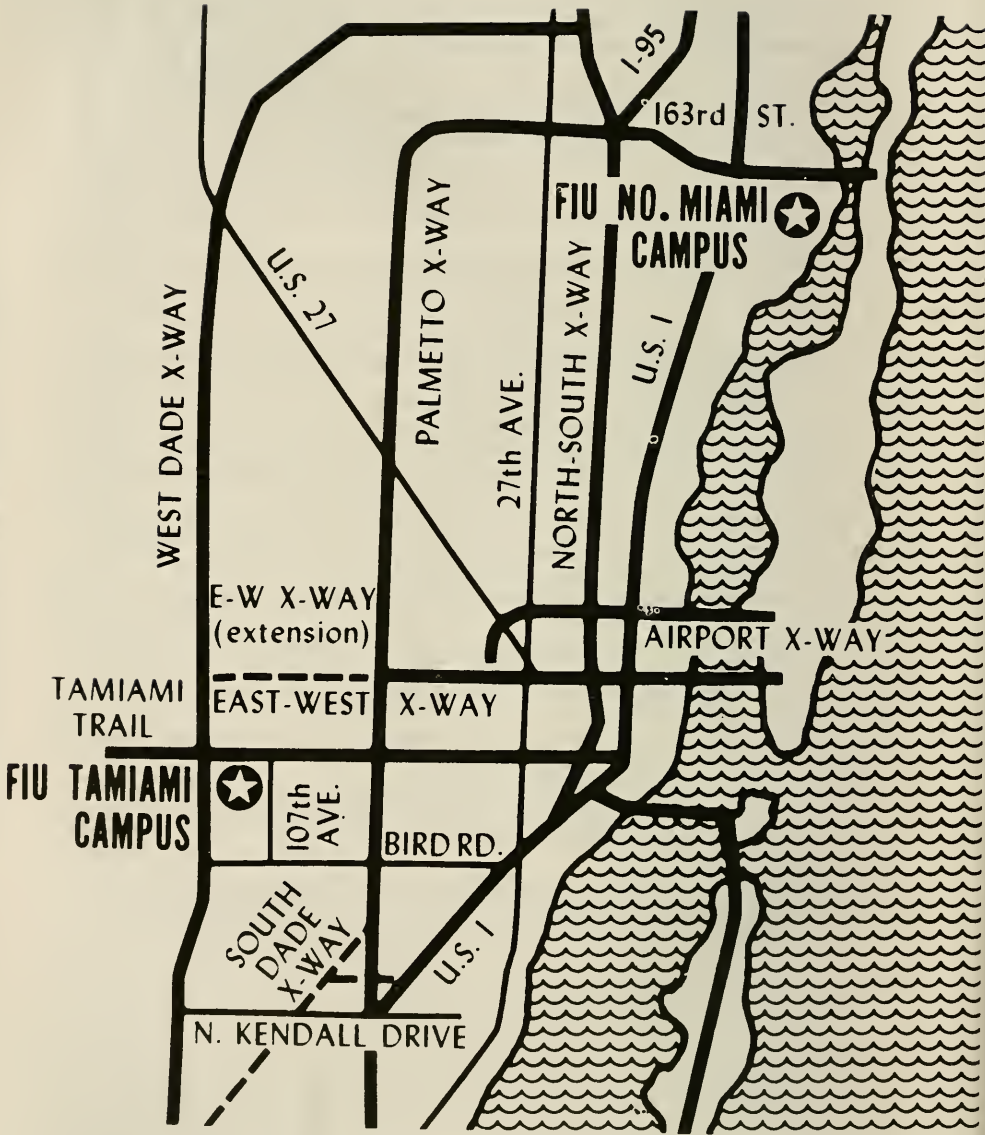 I-95
163rd ST.
FIU NO. MIAMI
CAMPUS
U.S. 27
PALMETTO X-WAY
WEST DADE X-WAY
27th AVE.
NORTH-SOUTH X-WAY
U.S. 1
E-W X-WAY
(extension)
AIRPORT X-WAY
TAMIAMI
TRAIL
EAST-WEST X-WAY
FIU TAMIAMI
CAMPUS
107th
AVE.
BIRD RD.
SOUTH
DADE
X-WAY
U.S. 1
N. KENDALL DRIVE